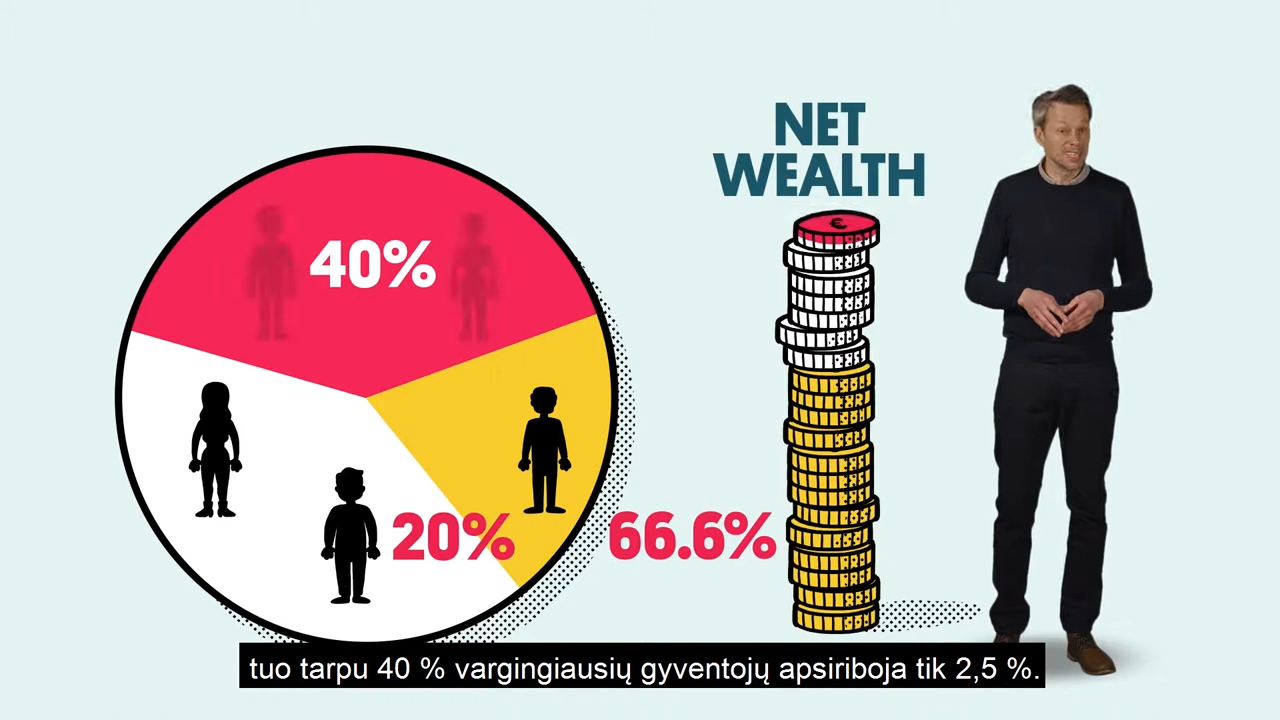 NET
WEALTH
€
40%
20%
66.6%
tuo tarpu 40 % vargingiausių gyventojų apsiriboja tik 2,5 %.